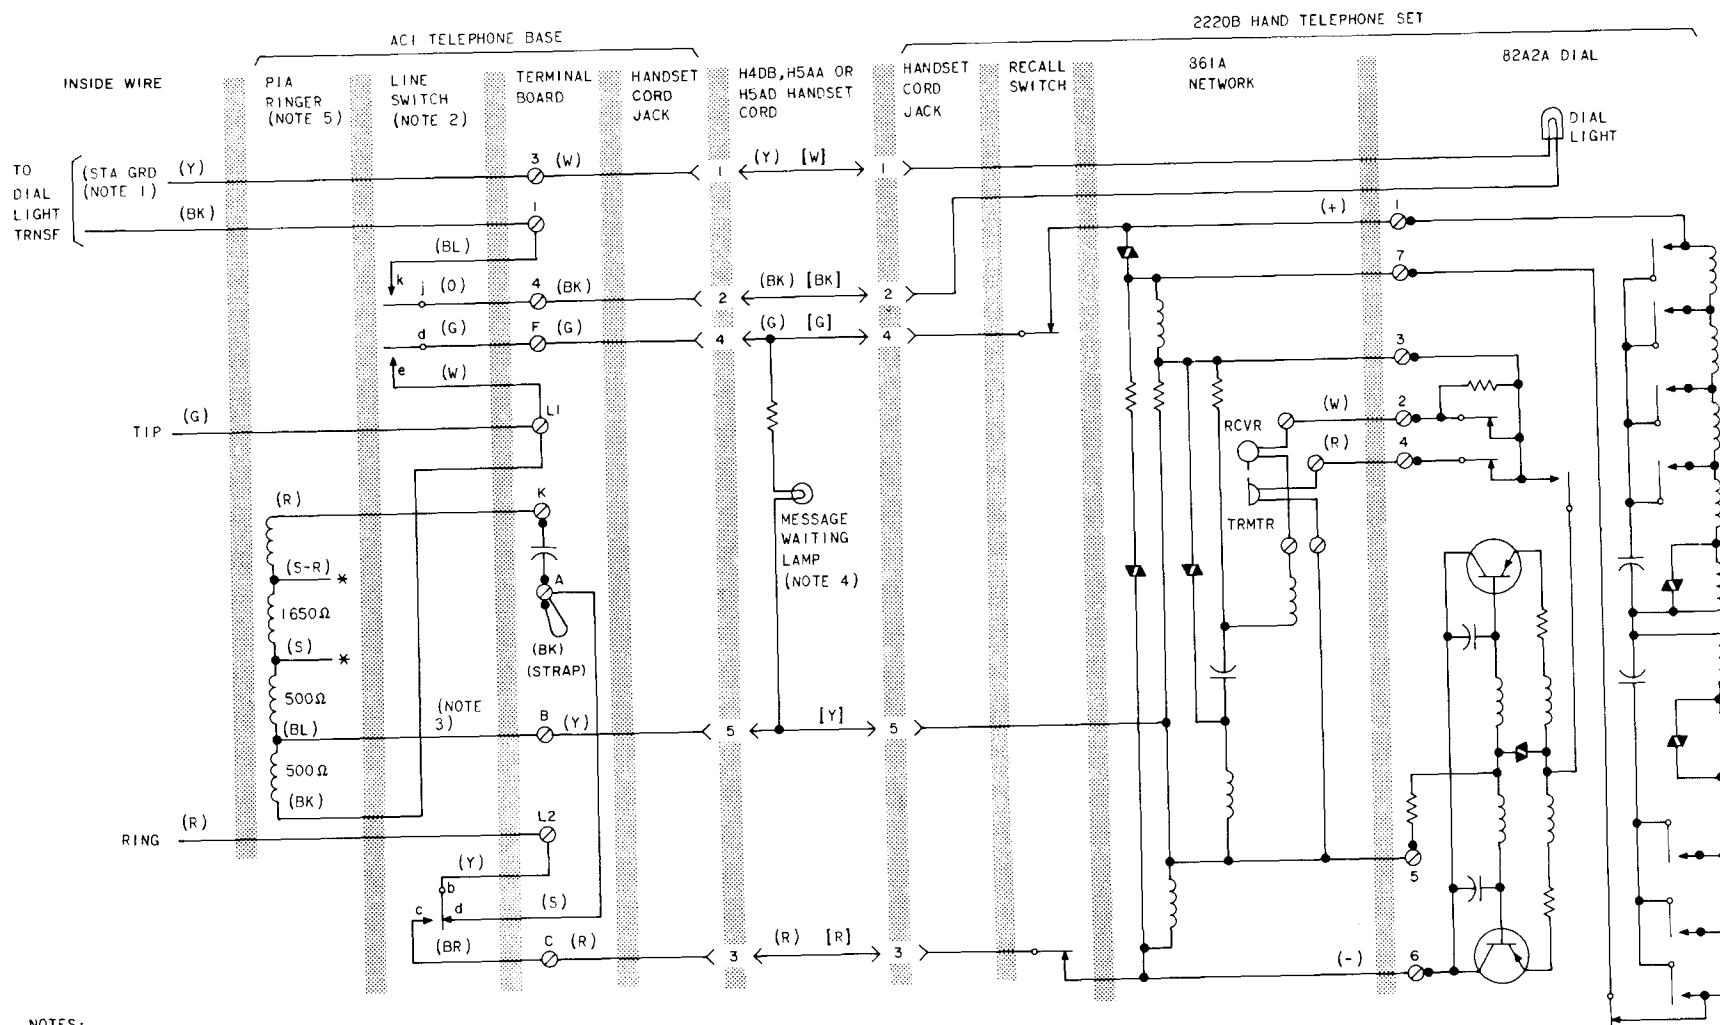 2220B HAND TELEPHONE SET
AC1 TELEPHONE BASE
INSIDE WIRE
P1A RINGER (NOTE 5)
LINE SWITCH (NOTE 2)
TERMINAL BOARD
HANDSET CORD JACK
H4DB, H5AA OR H5AD HANDSET CORD
HANDSET CORD JACK
RECALL SWITCH
861A NETWORK
82A2A DIAL
DIAL LIGHT
TO DIAL LIGHT TRNSF
(STA GRD (NOTE 1)
(Y)
3 (W)
1
(Y) [W]
1
(BK)
1
(BL)
k
(+)
1
7
j (O)
4 (BK)
2
(BK) [BK]
2
d (G)
F (G)
4
(G) [G]
4
e
(W)
3
TIP (G)
L1
RCVR
(W)
2
(R)
4
TRMTR
(R)
K
MESSAGE WAITING LAMP (NOTE 4)
(S-R) *
A
1650Ω
(BK) (STRAP)
(S) *
500Ω
(BL)
(NOTE 3)
B (Y)
5
[Y]
5
500Ω
(BK)
RING (R)
L2
(Y)
b
c
d
(S)
5
(BR)
C (R)
3
(R) [R]
3
(-)
6
NOTES: